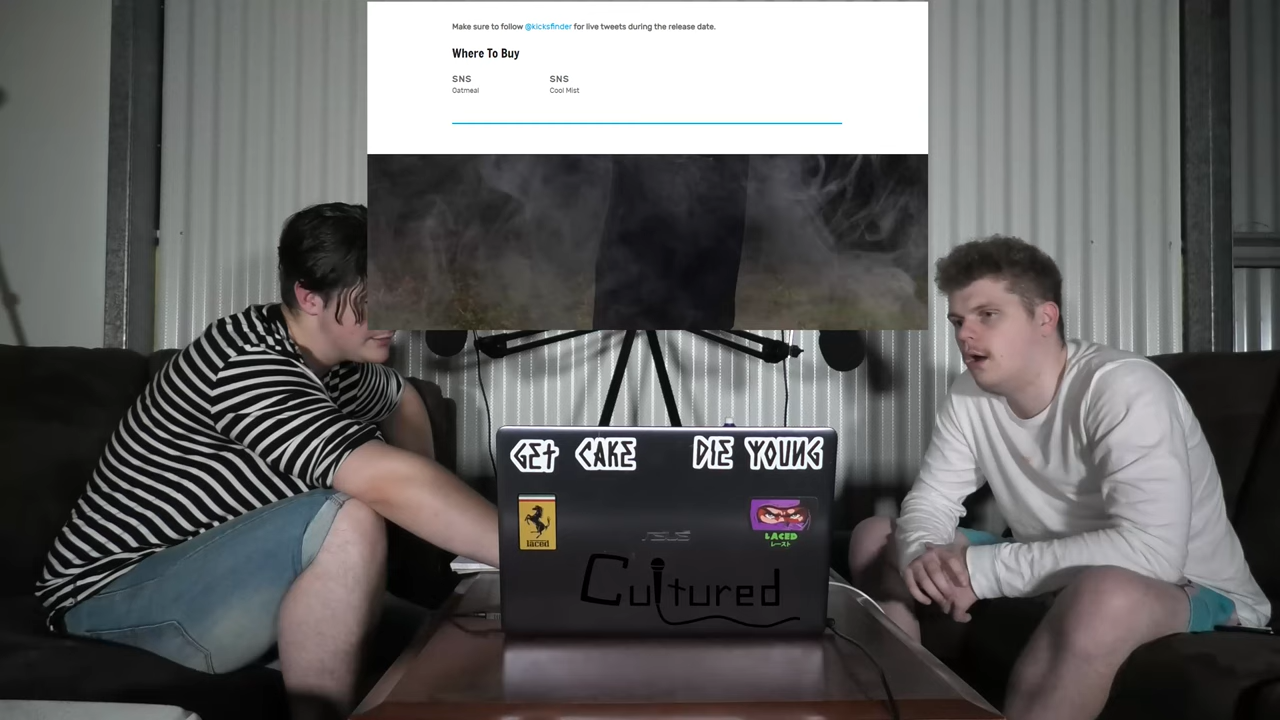 Make sure to follow @kicksfinder for live tweets during the release date.
Where To Buy
SNS
SNS
Oatmeal
Cool Mist
GET CAKE DIE YOUNG
laced
LACED
レースト
ASUS
Cultured